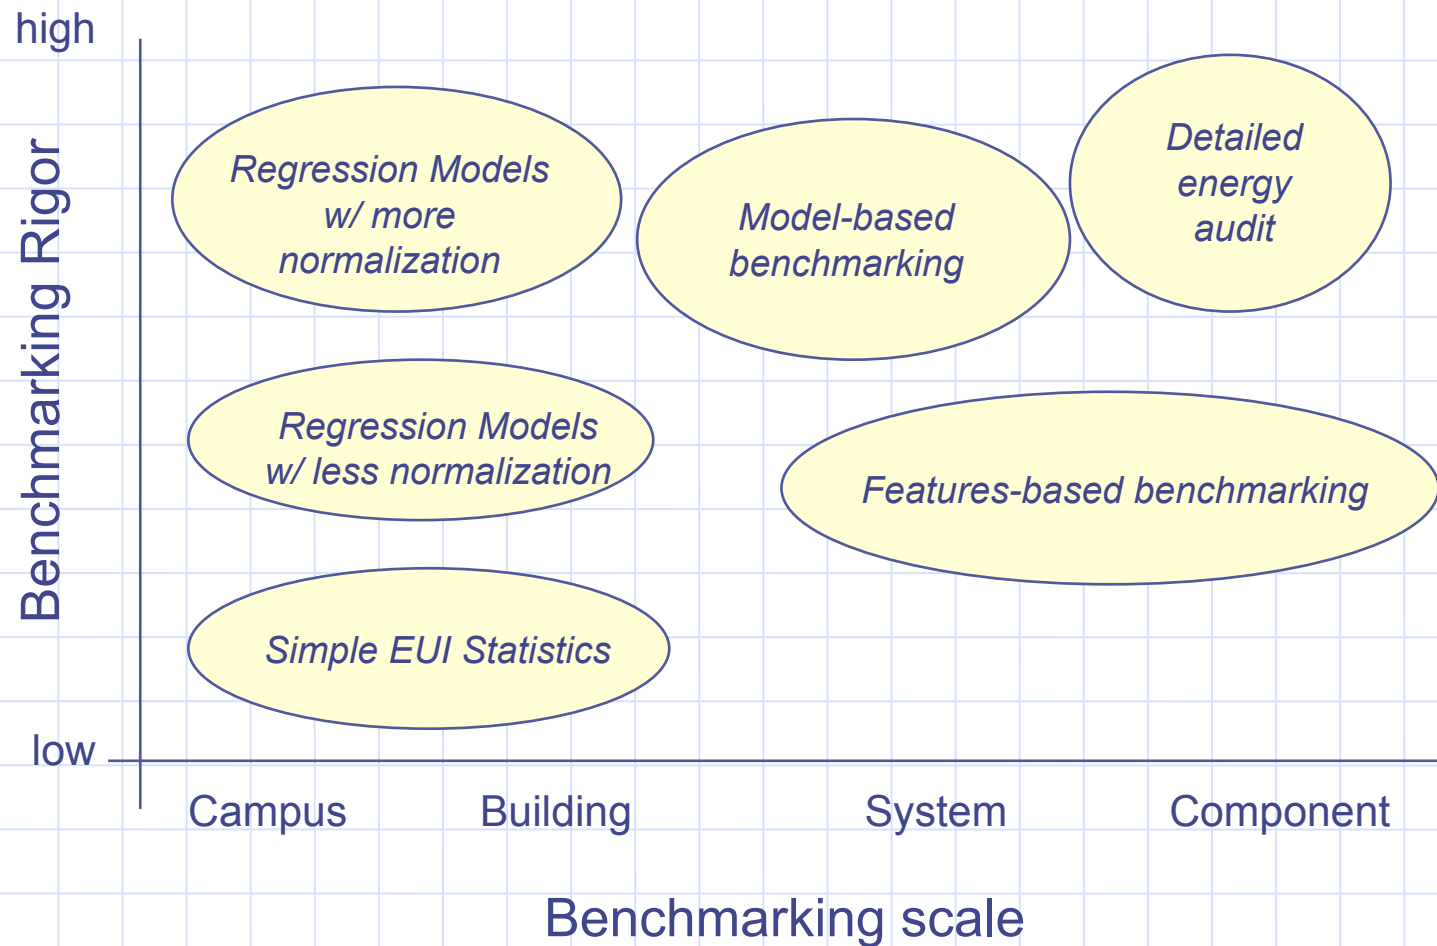 high
Benchmarking Rigor
Regression Models
w/ more
normalization
Model-based
benchmarking
Detailed
energy
audit
Regression Models
w/ less normalization
Features-based benchmarking
Simple EUI Statistics
low
Campus
Building
System
Component
Benchmarking scale